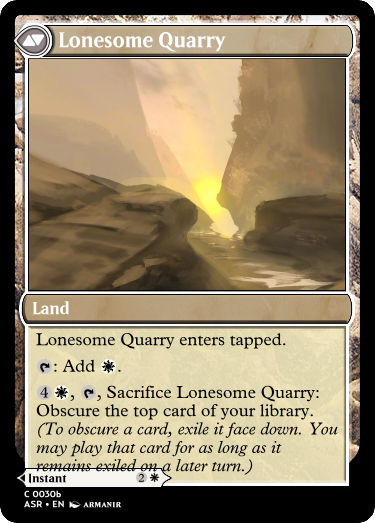 Lonesome Quarry
Land
Lonesome Quarry enters tapped.
: Add .
4 , , Sacrifice Lonesome Quarry:
Obscure the top card of your library.
(To obscure a card, exile it face down. You
may play that card for as long as it
remains exiled on a later turn.)
Instant 2
C 0030b
ASR • EN ARMANIR